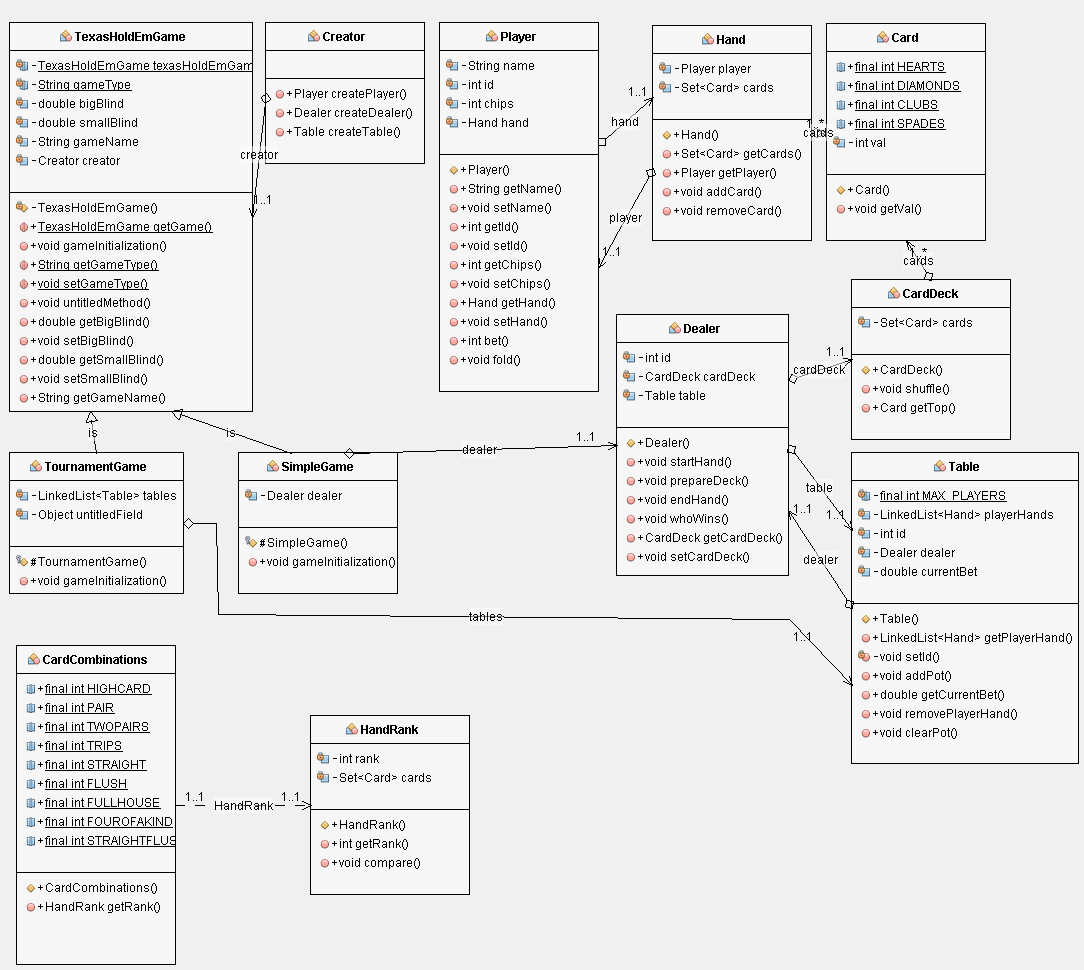 TexasHoldEmGame
-TexasHoldEmGame texasHoldEmGam
-String gameType
-double bigBlind
-double smallBlind
-String gameName
-Creator creator
-TexasHoldEmGame()
+TexasHoldEmGame getGame()
+void gameInitialization()
+String getGameType()
+void setGameType()
+void untitledMethod()
+double getBigBlind()
+void setBigBlind()
+double getSmallBlind()
+void setSmallBlind()
+String getGameName()
Creator
+Player createPlayer()
+Dealer createDealer()
+Table createTable()
creator
1..1
Player
-String name
-int id
-int chips
-Hand hand
+Player()
+String getName()
+void setName()
+int getId()
+void setId()
+int getChips()
+void setChips()
+Hand getHand()
+void setHand()
+int bet()
+void fold()
1..1
hand
player
1..1
Hand
-Player player
-Set<Card> cards
+Hand()
+Set<Card> getCards()
+Player getPlayer()
+void addCard()
+void removeCard()
1..*
cards
Card
+final int HEARTS
+final int DIAMONDS
+final int CLUBS
+final int SPADES
-int val
+Card()
+void getVal()
1..*
cards
CardDeck
-Set<Card> cards
+CardDeck()
+void shuffle()
+Card getTop()
Dealer
-int id
-CardDeck cardDeck
-Table table
+Dealer()
+void startHand()
+void prepareDeck()
+void endHand()
+void whoWins()
+CardDeck getCardDeck()
+void setCardDeck()
1..1
cardDeck
table
1..1
1..1
dealer
Table
-final int MAX_PLAYERS
-LinkedList<Hand> playerHands
-int id
-Dealer dealer
-double currentBet
+Table()
+LinkedList<Hand> getPlayerHand()
-void setId()
+void addPot()
+double getCurrentBet()
+void removePlayerHand()
+void clearPot()
is
is
dealer
1..1
TournamentGame
-LinkedList<Table> tables
-Object untitledField
#TournamentGame()
+void gameInitialization()
SimpleGame
-Dealer dealer
#SimpleGame()
+void gameInitialization()
tables
1..1
CardCombinations
+final int HIGHCARD
+final int PAIR
+final int TWOPAIRS
+final int TRIPS
+final int STRAIGHT
+final int FLUSH
+final int FULLHOUSE
+final int FOUROFAKIND
+final int STRAIGHTFLUS
+CardCombinations()
+HandRank getRank()
1..1
HandRank
1..1
HandRank
-int rank
-Set<Card> cards
+HandRank()
+int getRank()
+void compare()